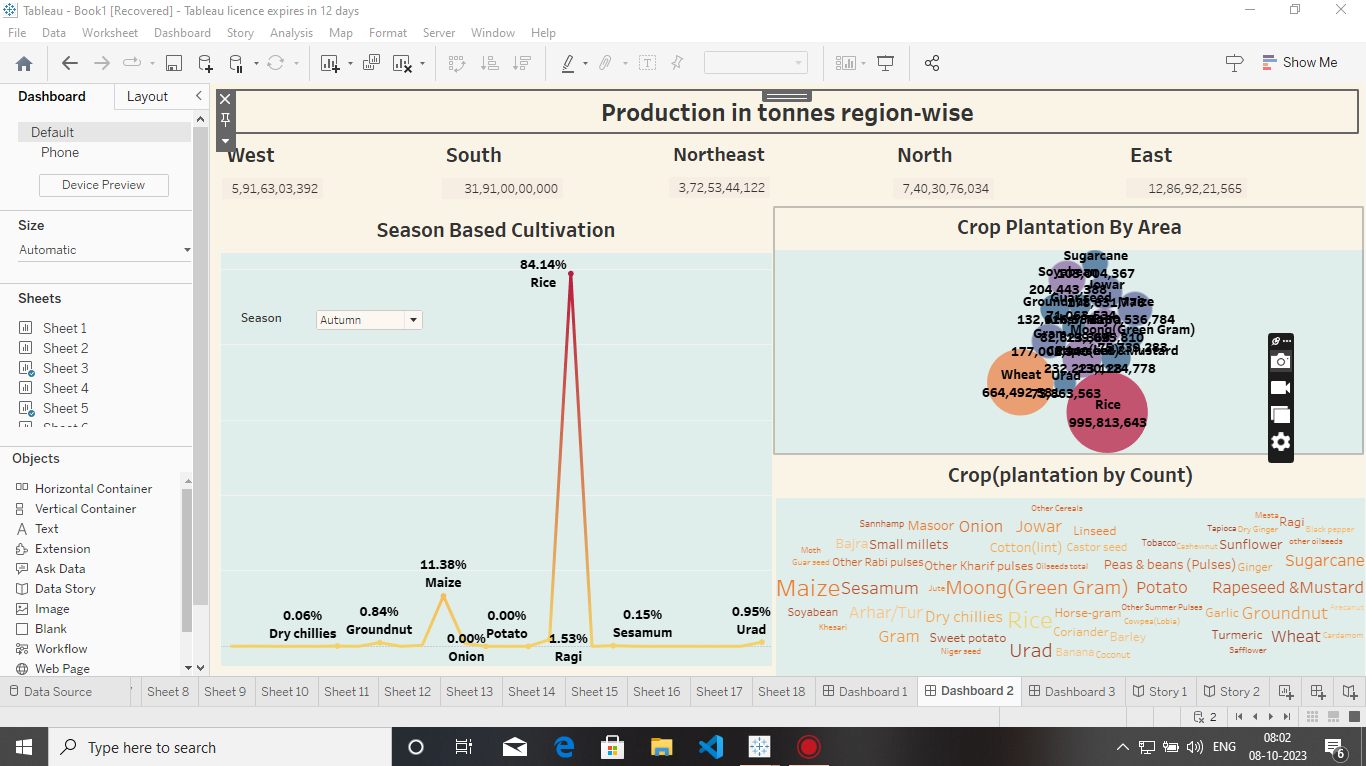 Tableau - Book1 [Recovered] - Tableau licence expires in 12 days
File Data Worksheet Dashboard Story Analysis Map Format Server Window Help
Show Me
Dashboard Layout
Default
Phone
Device Preview
Size
Automatic
Sheets
Sheet 1
Sheet 2
Sheet 3
Sheet 4
Sheet 5
Objects
Horizontal Container
Vertical Container
Text
Extension
Ask Data
Data Story
Image
Blank
Workflow
Web Page
Production in tonnes region-wise
West South Northeast North East
5,91,63,03,392 31,91,00,00,000 3,72,53,44,122 7,40,30,76,034 12,86,92,21,565
Season Based Cultivation
Season Autumn
84.14%
Rice
11.38%
Maize
0.06%
Dry chillies
0.84%
Groundnut
0.00%
Onion
0.00%
Potato
1.53%
Ragi
0.15%
Sesamum
0.95%
Urad
Crop Plantation By Area
Sugarcane
Soyabean
204,443,388
Jowar
Moong(Green Gram)
Gram
Wheat
Urad
Rice
995,813,643
Crop(plantation by Count)
Other Cereals
Sannhamp Masoor Onion Jowar Linseed Mesta Ragi
Tapioca Dry Ginger Black pepper
Moth Bajra Small millets Cotton(lint) Castor seed Tobacco Cashewnut Sunflower other oilseeds
Guar seed Other Rabi pulses Other Kharif pulses Oilseeds total Peas & beans (Pulses) Ginger Sugarcane
Maize Sesamum Jute Moong(Green Gram) Potato Rapeseed &Mustard
Soyabean Arhar/Tur Dry chillies Rice Horse-gram Other Summer Pulses Garlic Groundnut Arecanut
Khesari Cowpea(Lobia)
Gram Sweet potato Coriander Barley Turmeric Wheat Cardamom
Niger seed Urad Banana Coconut Safflower
Data Source Sheet 8 Sheet 9 Sheet 10 Sheet 11 Sheet 12 Sheet 13 Sheet 14 Sheet 15 Sheet 16 Sheet 17 Sheet 18 Dashboard 1 Dashboard 2 Dashboard 3 Story 1 Story 2
2
Type here to search
ENG
08:02
08-10-2023
6